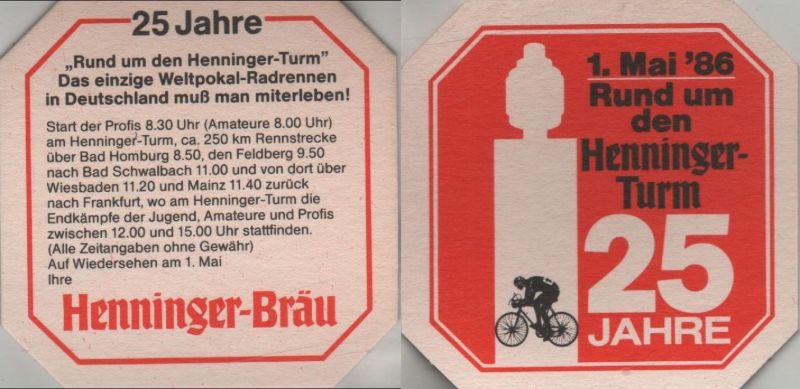 25 Jahre
„Rund um den Henninger-Turm"
Das einzige Weltpokal-Radrennen
in Deutschland muß man miterleben!
Start der Profis 8.30 Uhr (Amateure 8.00 Uhr)
am Henninger-Turm, ca. 250 km Rennstrecke
über Bad Homburg 8.50, den Feldberg 9.50
nach Bad Schwalbach 11.00 und von dort über
Wiesbaden 11.20 und Mainz 11.40 zurück
nach Frankfurt, wo am Henninger-Turm die
Endkämpfe der Jugend, Amateure und Profis
zwischen 12.00 und 15.00 Uhr stattfinden.
(Alle Zeitangaben ohne Gewähr)
Auf Wiedersehen am 1. Mai
Ihre
Henninger-Bräu
1. Mai '86
Rund um
den
Henninger-
Turm
25
JAHRE